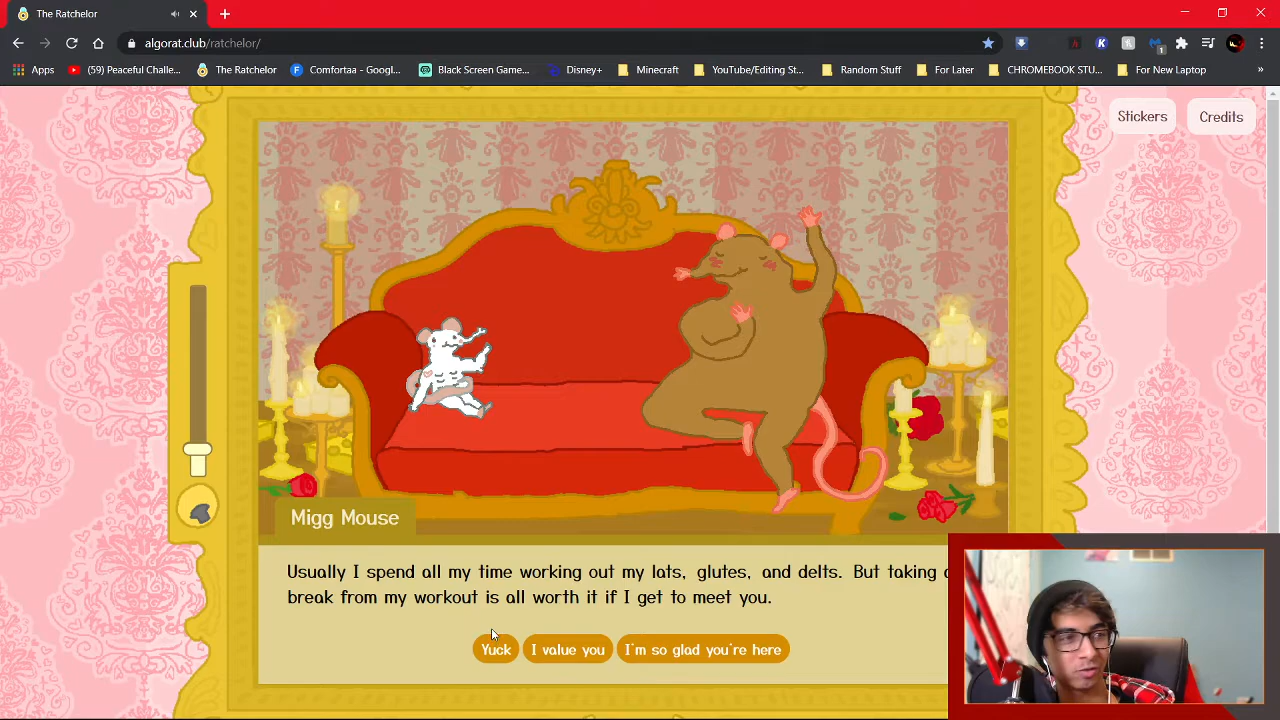 The Ratchelor
algorat.club/ratchelor/
Apps (59) Peaceful Challe... The Ratchelor Comfortaa - Googl... Black Screen Game... Disney+ Minecraft YouTube/Editing St... Random Stuff For Later CHROMEBOOK STU... For New Laptop »
Stickers Credits
Migg Mouse
Usually I spend all my time working out my lats, glutes, and delts. But taking
break from my workout is all worth it if I get to meet you.
Yuck I value you I'm so glad you're here